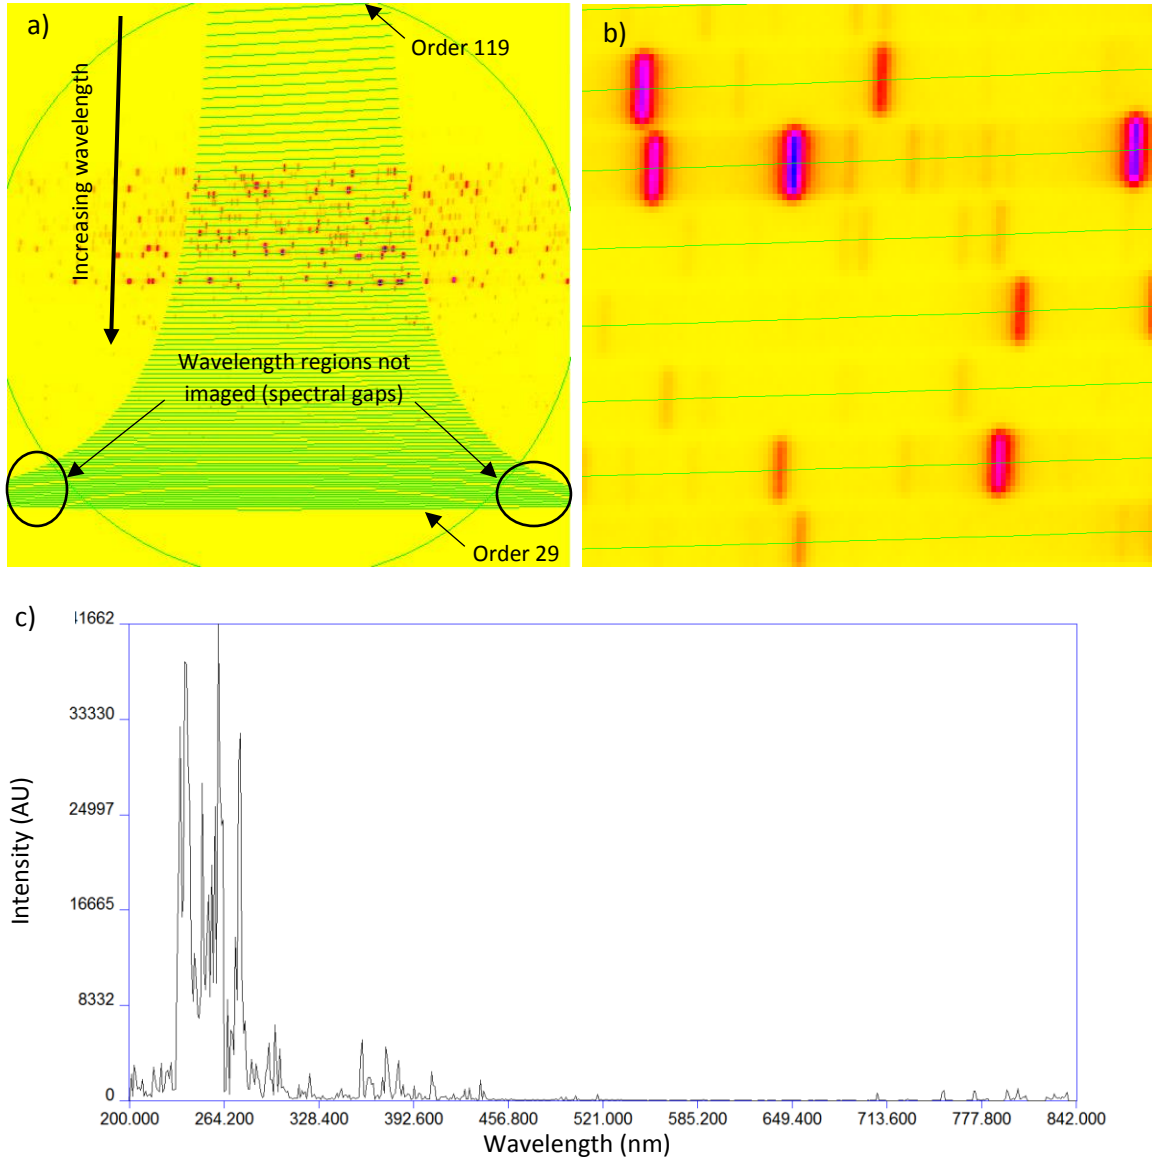 a)
Order 119
Increasing wavelength
Wavelength regions not
imaged (spectral gaps)
Order 29
b)
c)
41662
33330
24997
16665
8332
0
Intensity (AU)
200.000 264.200 328.400 392.600 456.800 521.000 585.200 649.400 713.600 777.800 842.000
Wavelength (nm)